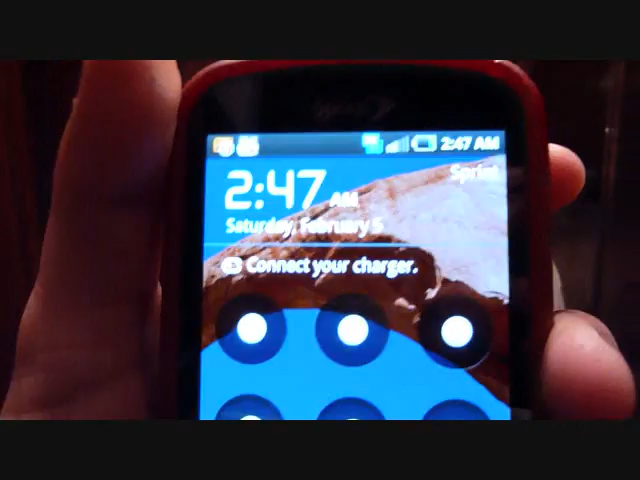 2:47 AM
Sprint
2:47 AM
Saturday, February 5
Connect your charger.